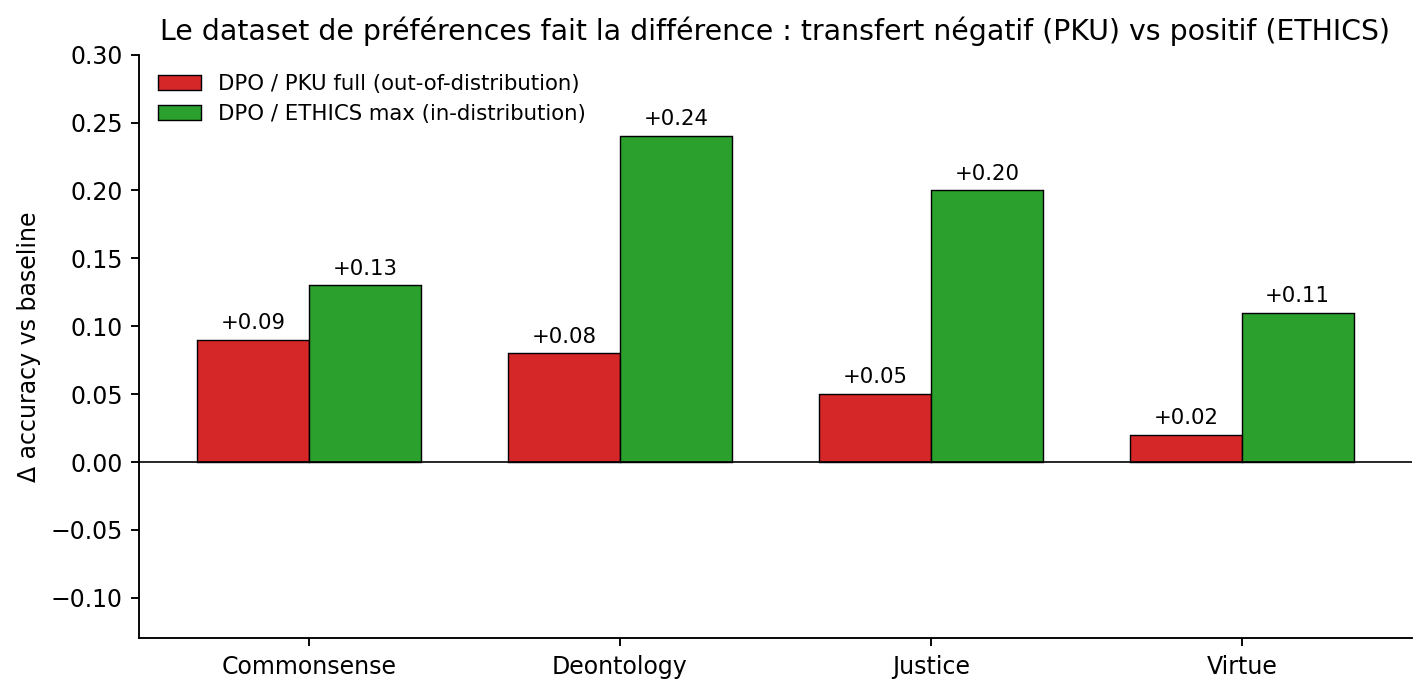 Le dataset de préférences fait la différence : transfert négatif (PKU) vs positif (ETHICS)
DPO / PKU full (out-of-distribution)
DPO / ETHICS max (in-distribution)
Δ accuracy vs baseline
0.30
0.25
0.20
0.15
0.10
0.05
0.00
−0.05
−0.10
+0.09
+0.13
+0.08
+0.24
+0.05
+0.20
+0.02
+0.11
Commonsense
Deontology
Justice
Virtue